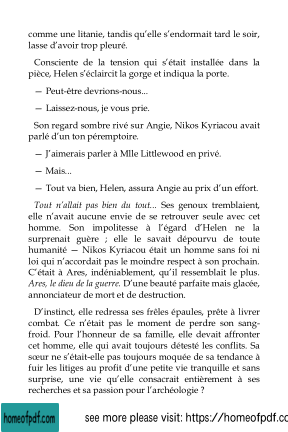 comme une litanie, tandis qu’elle s’endormait tard le soir,
lasse d’avoir trop pleuré.
Consciente de la tension qui s’était installée dans la
pièce, Helen s’éclaircit la gorge et indiqua la porte.
— Peut-être devrions-nous...
— Laissez-nous, je vous prie.
Son regard sombre rivé sur Angie, Nikos Kyriacou avait
parlé d’un ton péremptoire.
— J’aimerais parler à Mlle Littlewood en privé.
— Mais...
— Tout va bien, Helen, assura Angie au prix d’un effort.
Tout n’allait pas bien du tout... Ses genoux tremblaient,
elle n’avait aucune envie de se retrouver seule avec cet
homme. Son impolitesse à l’égard d’Helen ne la
surprenait guère ; elle le savait dépourvu de toute
humanité — Nikos Kyriacou était un homme sans foi ni
loi qui n’accordait pas le moindre respect à son prochain.
C’était à Ares, indéniablement, qu’il ressemblait le plus.
Ares, le dieu de la guerre. D’une beauté parfaite mais glacée,
annonciateur de mort et de destruction.
D’instinct, elle redressa ses frêles épaules, prête à livrer
combat. Ce n’était pas le moment de perdre son sang-
froid. Pour l’honneur de sa famille, elle devait affronter
cet homme, elle qui avait toujours détesté les conflits. Sa
sœur ne s’était-elle pas toujours moquée de sa tendance à
fuir les litiges au profit d’une petite vie tranquille et sans
surprise, une vie qu’elle consacrait entièrement à ses
recherches et sa passion pour l’archéologie ?
homeofpdf.com see more please visit: https://homeofpdf.co